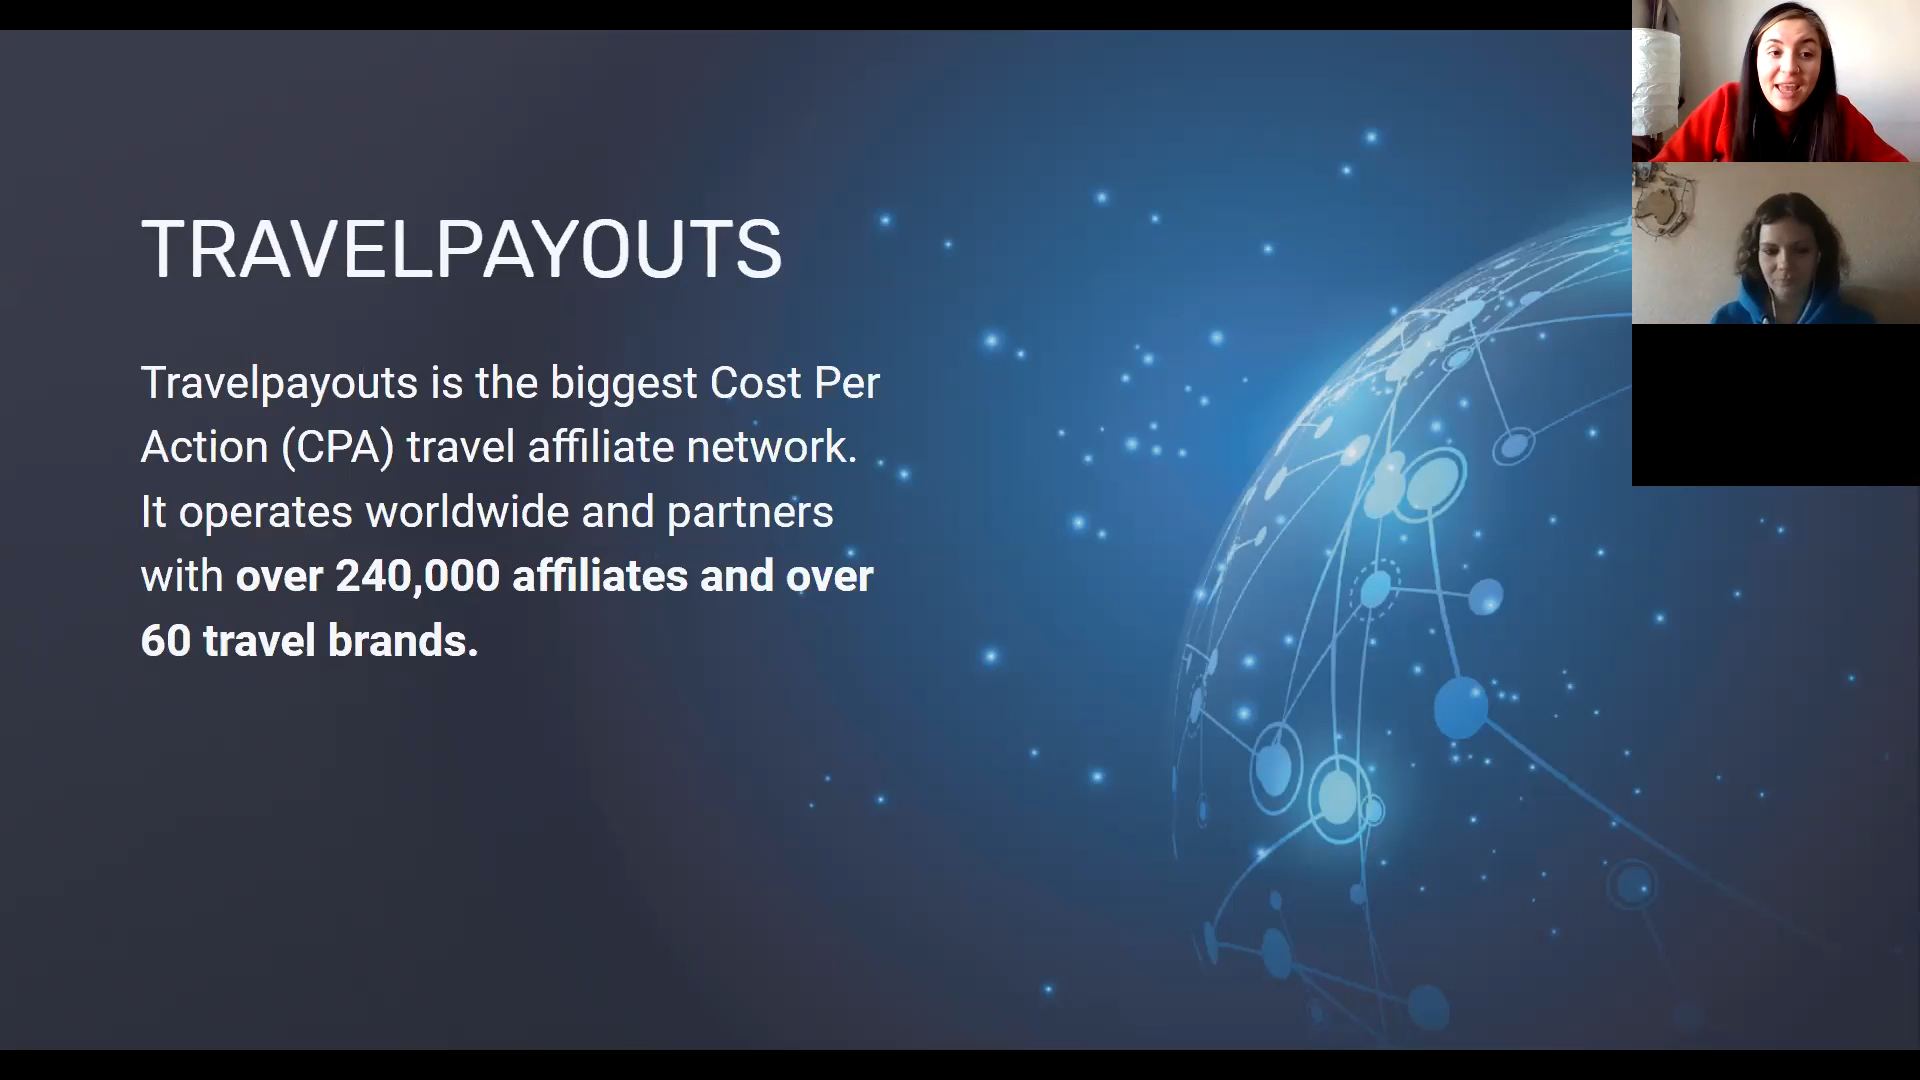 TRAVELPAYOUTS
Travelpayouts is the biggest Cost Per
Action (CPA) travel affiliate network.
It operates worldwide and partners
with over 240,000 affiliates and over
60 travel brands.